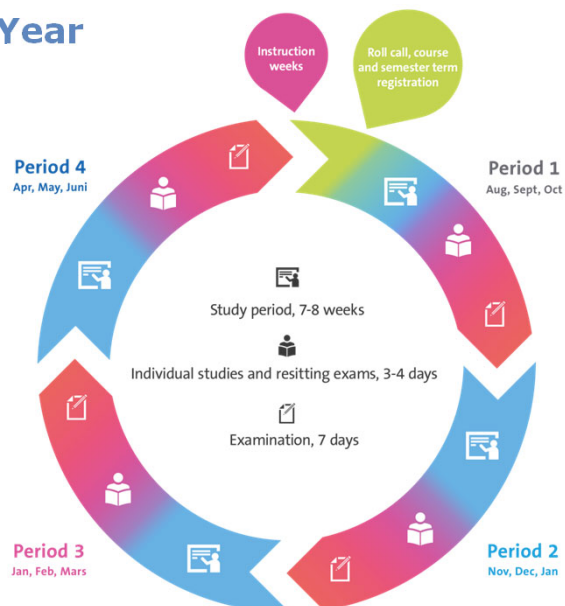 Year
Instruction
weeks
Roll call, course
and semester term
registration
Period 4
Apr, May, Juni
Period 1
Aug, Sept, Oct
Study period, 7-8 weeks
Individual studies and resitting exams, 3-4 days
Examination, 7 days
Period 3
Jan, Feb, Mars
Period 2
Nov, Dec, Jan